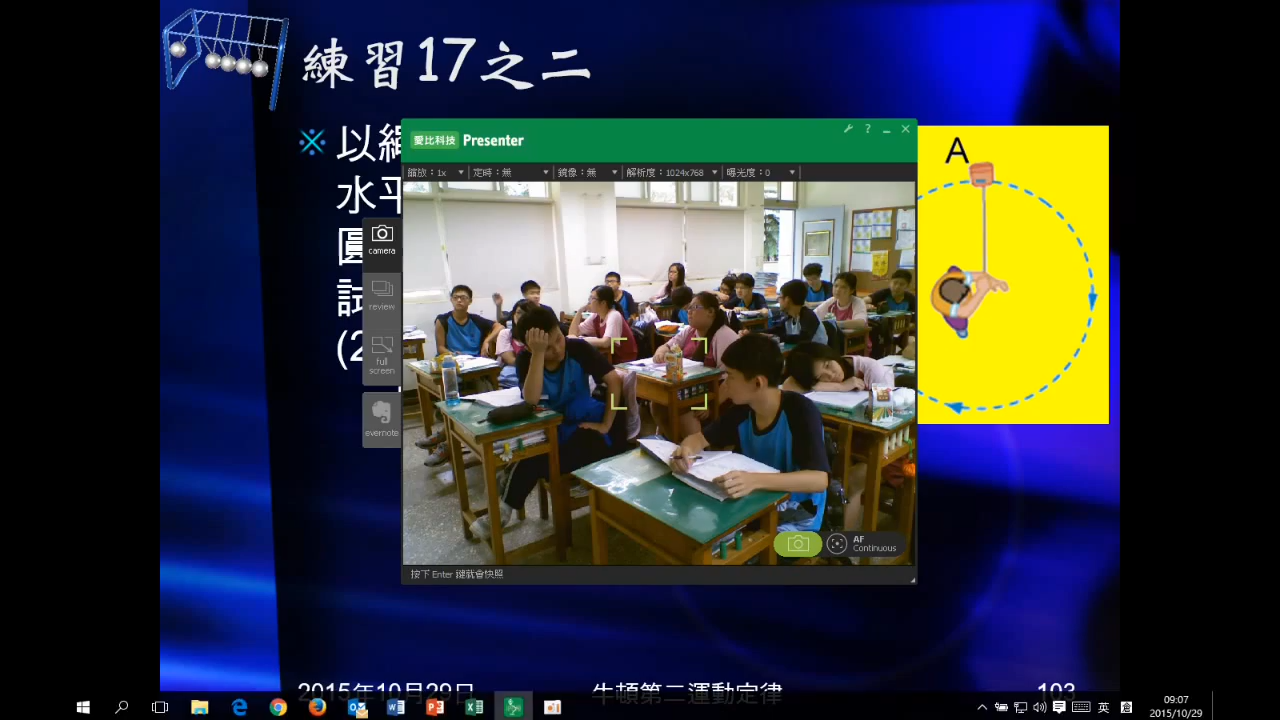 練習17之二
※以繩
水平
圓
試
(2
A
愛比科技 Presenter
縮放：1x
定時：無
鏡像：無
解析度：1024x768
曝光度：0
camera
review
full
screen
evernote
AF
Continuous
按下 Enter 鍵就會快照
2015年10月29日
牛頓第二運動定律
103
英
09:07
2015/10/29